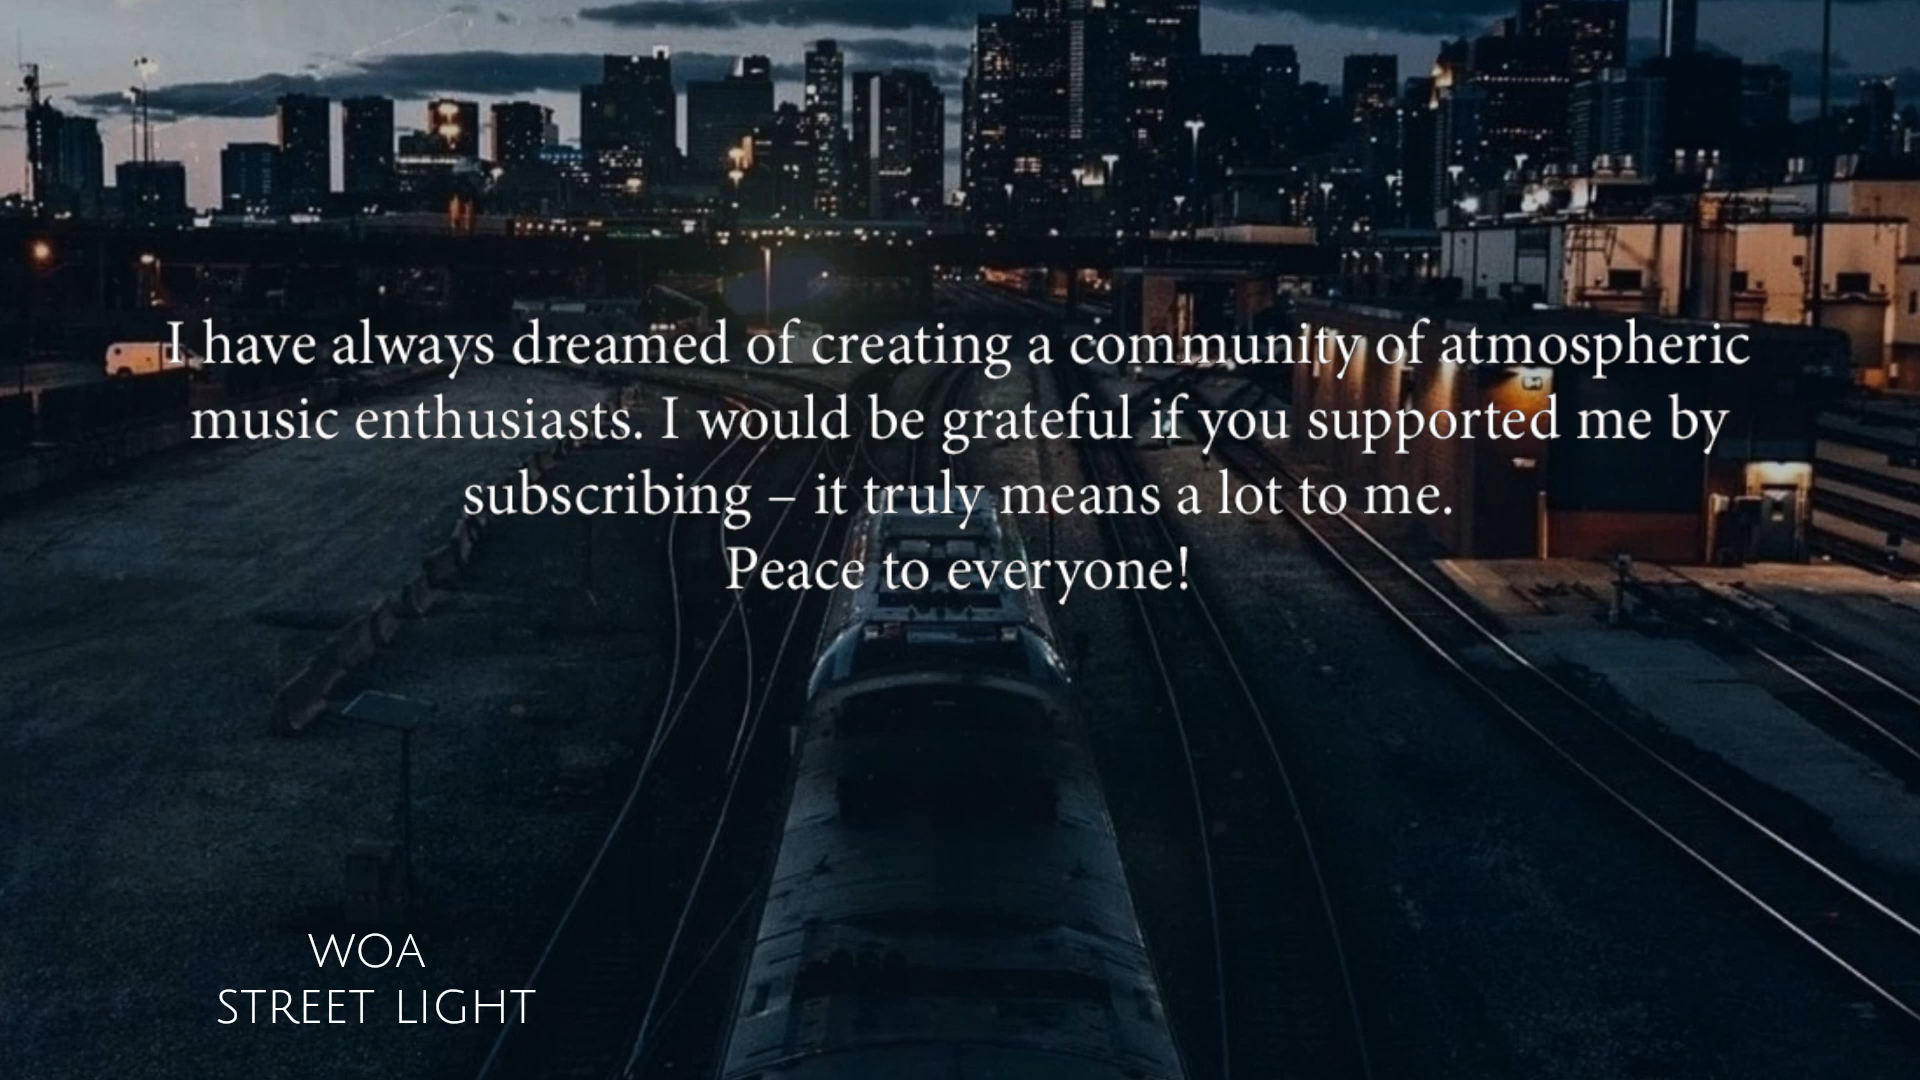 I have always dreamed of creating a community of atmospheric
music enthusiasts. I would be grateful if you supported me by
subscribing – it truly means a lot to me.
Peace to everyone!
WOA
STREET LIGHT